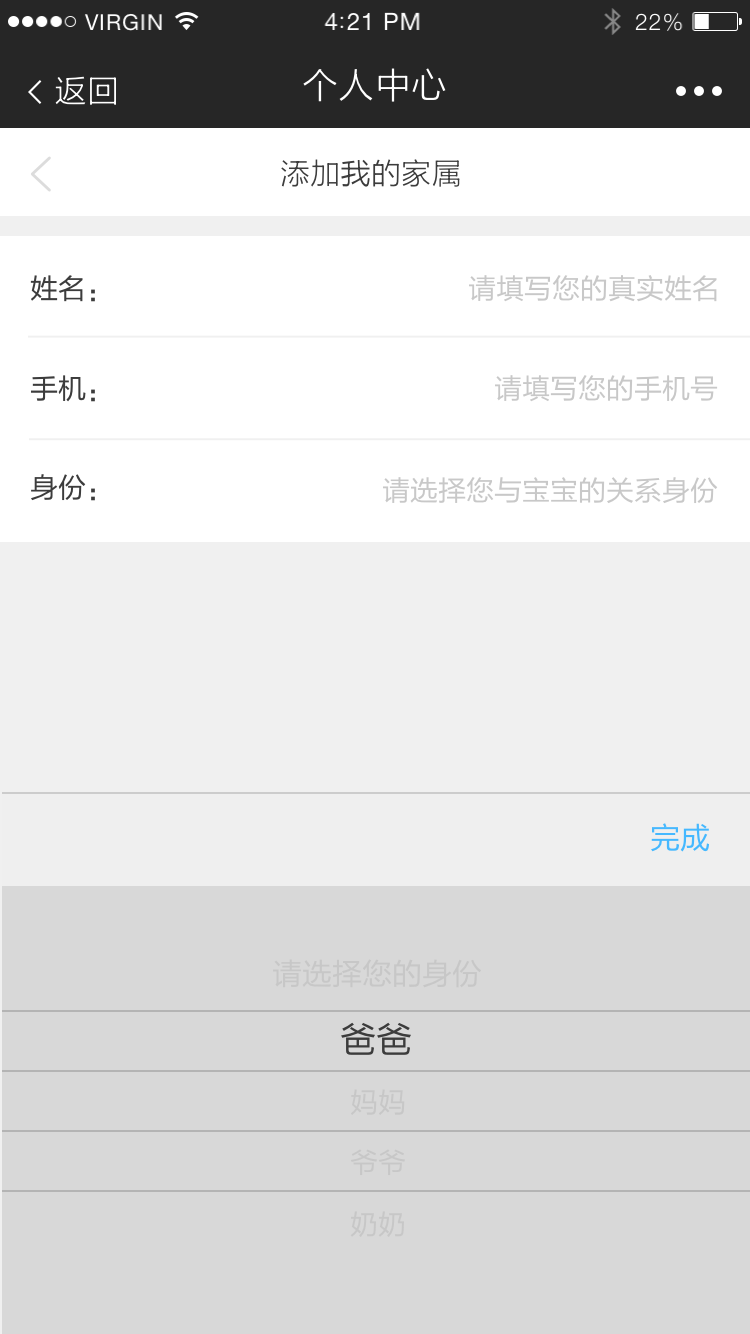 VIRGIN 4:21 PM 22%
返回 个人中心
添加我的家属
姓名： 请填写您的真实姓名
手机： 请填写您的手机号
身份： 请选择您与宝宝的关系身份
完成
请选择您的身份
爸爸
妈妈
爷爷
奶奶